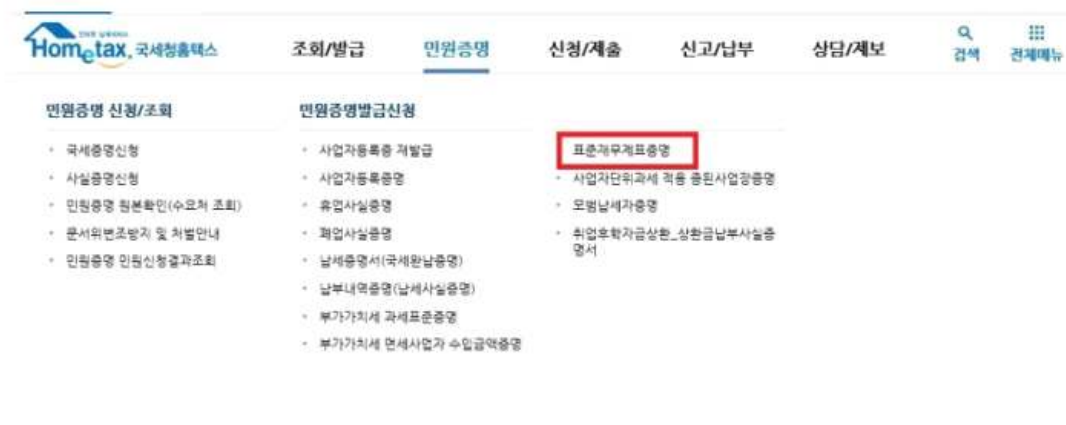 Hometax. 국세청홈택스
조회/발급
민원증명
신청/제출
신고/납부
상담/제보
검색
전체메뉴
민원증명 신청/조회
국세증명신청
사실증명신청
민원증명 원본확인(수요처 조회)
문서위변조방지 및 처벌안내
민원증명 민원신청결과조회
민원증명발급신청
사업자등록증 재발급
사업자등록증명
휴업사실증명
폐업사실증명
납세증명서(국세완납증명)
납부내역증명(납세사실증명)
부가가치세 과세표준증명
부가가치세 면세사업자 수입금액증명
표준재무제표증명
사업자단위과세 적용 종된사업장증명
모범납세자증명
취업후학자금상환_상환금납부사실증
명서